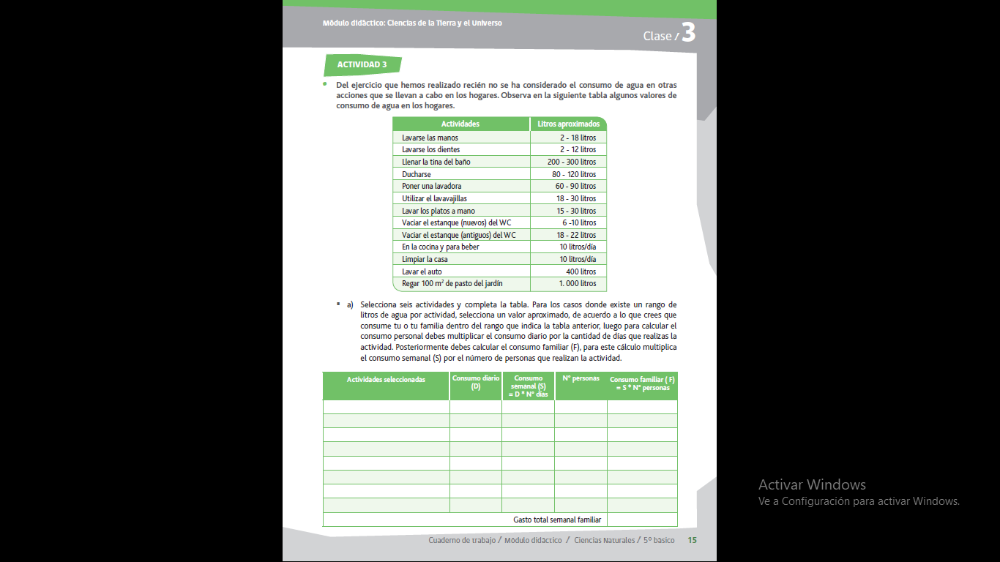 Módulo didáctico: Ciencias de la Tierra y el Universo
Clase / 3
ACTIVIDAD 3
• Del ejercicio que hemos realizado recién no se ha considerado el consumo de agua en otras
acciones que se llevan a cabo en los hogares. Observa en la siguiente tabla algunos valores de
consumo de agua en los hogares.
Actividades Litros aproximados
Lavarse las manos 2 - 18 litros
Lavarse los dientes 2 - 12 litros
Llenar la tina del baño 200 - 300 litros
Ducharse 80 - 120 litros
Poner una lavadora 60 - 90 litros
Utilizar el lavavajillas 18 - 30 litros
Lavar los platos a mano 15 - 30 litros
Vaciar el estanque (nuevos) del WC 6 -10 litros
Vaciar el estanque (antiguos) del WC 18 - 22 litros
En la cocina y para beber 10 litros/día
Limpiar la casa 10 litros/día
Lavar el auto 400 litros
Regar 100 m² de pasto del jardín 1. 000 litros
▪ a) Selecciona seis actividades y completa la tabla. Para los casos donde existe un rango de
litros de agua por actividad, selecciona un valor aproximado, de acuerdo a lo que crees que
consume tu o tu familia dentro del rango que indica la tabla anterior, luego para calcular el
consumo personal debes multiplicar el consumo diario por la cantidad de días que realizas la
actividad. Posteriormente debes calcular el consumo familiar (F), para este cálculo multiplica
el consumo semanal (S) por el número de personas que realizan la actividad.
Actividades seleccionadas Consumo diario Consumo N° personas Consumo familiar ( F)
(D) semanal (S) = S * N° personas
= D * N° días
Gasto total semanal familiar
Cuaderno de trabajo / Módulo didáctico / Ciencias Naturales / 5º básico 15
Activar Windows
Ve a Configuración para activar Windows.